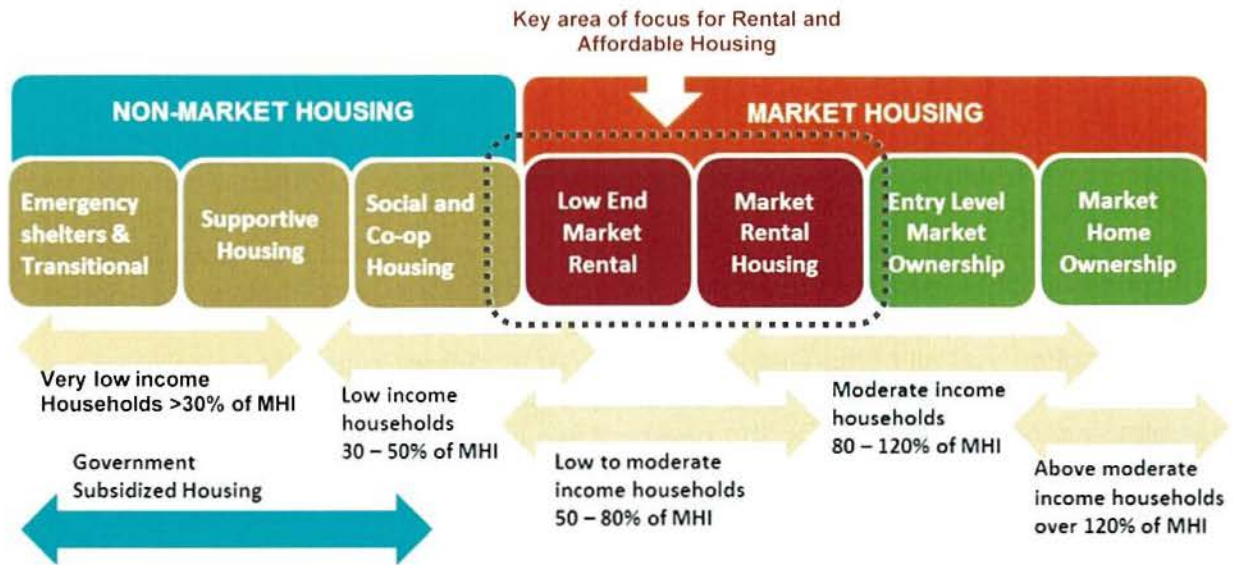 Key area of focus for Rental and
Affordable Housing
NON-MARKET HOUSING
MARKET HOUSING
Emergency
shelters &
Transitional
Supportive
Housing
Social and
Co-op
Housing
Low End
Market
Rental
Market
Rental
Housing
Entry Level
Market
Ownership
Market
Home
Ownership
Very low income
Households >30% of MHI
Low income
households
30 – 50% of MHI
Low to moderate
income households
50 – 80% of MHI
Moderate income
households
80 – 120% of MHI
Above moderate
income households
over 120% of MHI
Government
Subsidized Housing